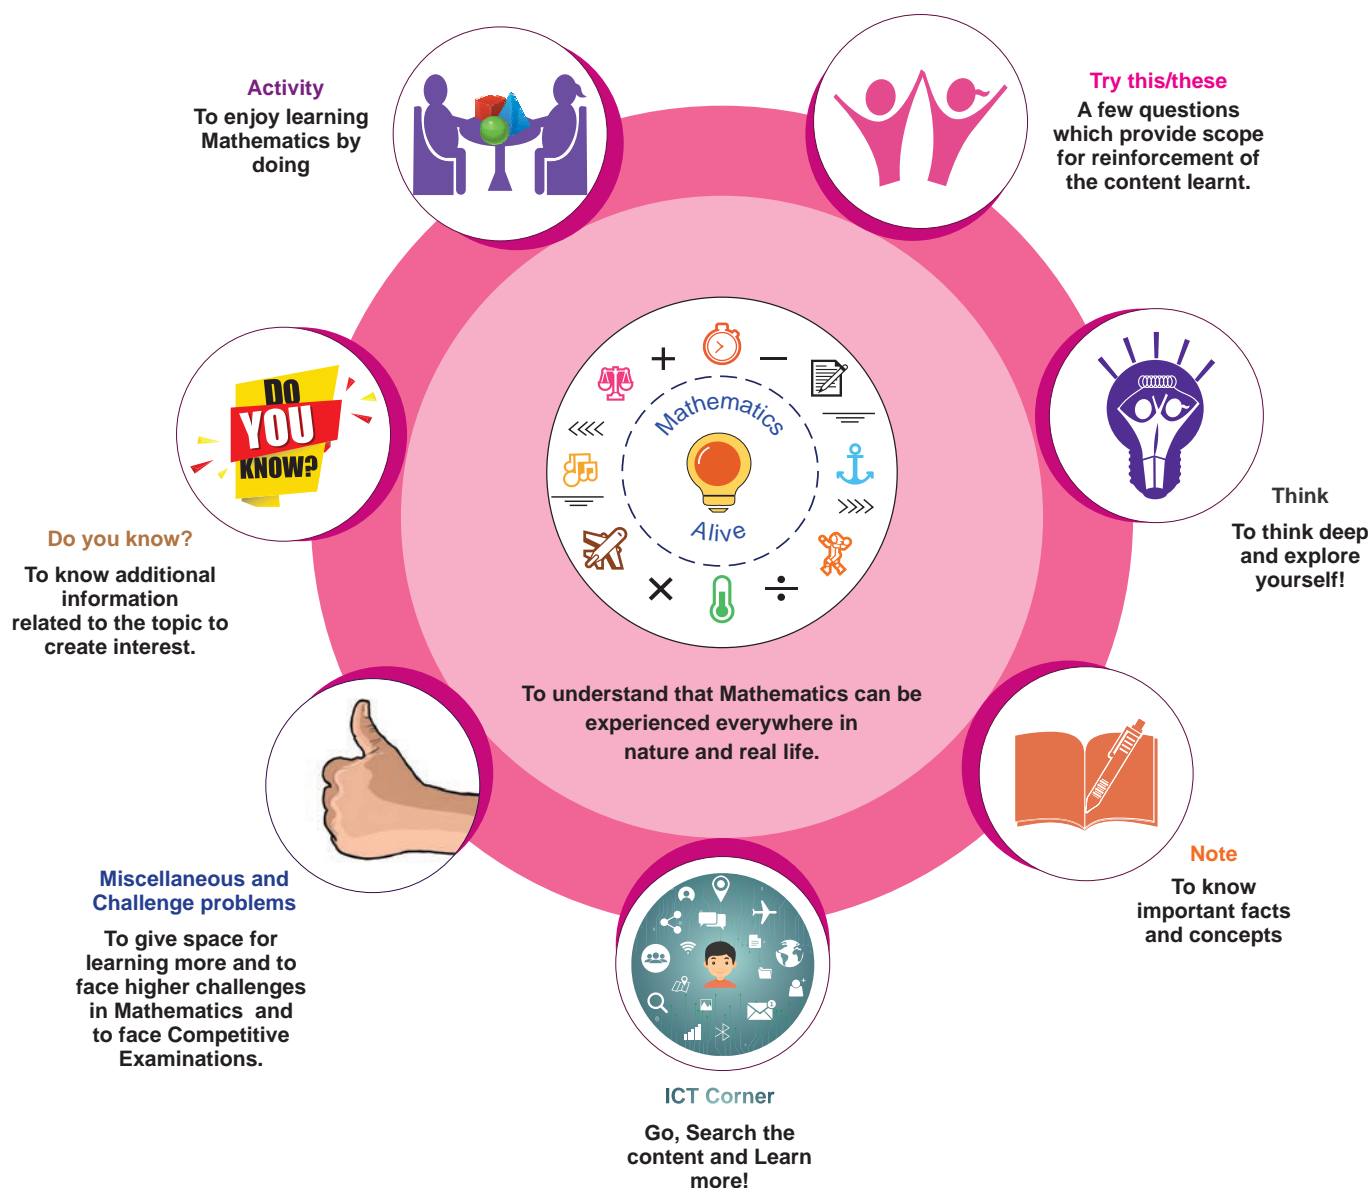 Activity
To enjoy learning
Mathematics by
doing
Try this/these
A few questions
which provide scope
for reinforcement of
the content learnt.
DO
YOU
KNOW?
Do you know?
To know additional
information
related to the topic to
create interest.
Mathematics
Alive
To understand that Mathematics can be
experienced everywhere in
nature and real life.
Think
To think deep
and explore
yourself!
Miscellaneous and
Challenge problems
To give space for
learning more and to
face higher challenges
in Mathematics and
to face Competitive
Examinations.
Note
To know
important facts
and concepts
ICT Corner
Go, Search the
content and Learn
more!